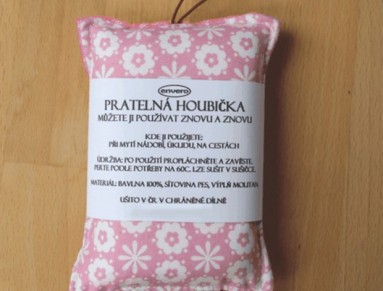 envero
PRATELNÁ HOUBIČKA
MŮŽETE JI POUŽÍVAT ZNOVU A ZNOVU
KDE JI POUŽIJETE:
PŘI MYTÍ NÁDOBÍ, ÚKLIDU, NA CESTÁCH
ÚDRŽBA: PO POUŽITÍ PROPLÁCHNĚTE A ZAVĚSTE.
PERTE PODLE POTŘEBY NA 60C. LZE SUŠIT V SUŠIČCE.
MATERIÁL: BAVLNA 100%, SÍŤOVINA PES, VÝPLŇ MOLITAN
UŠITO V ČR V CHRÁNĚNÉ DÍLNĚ